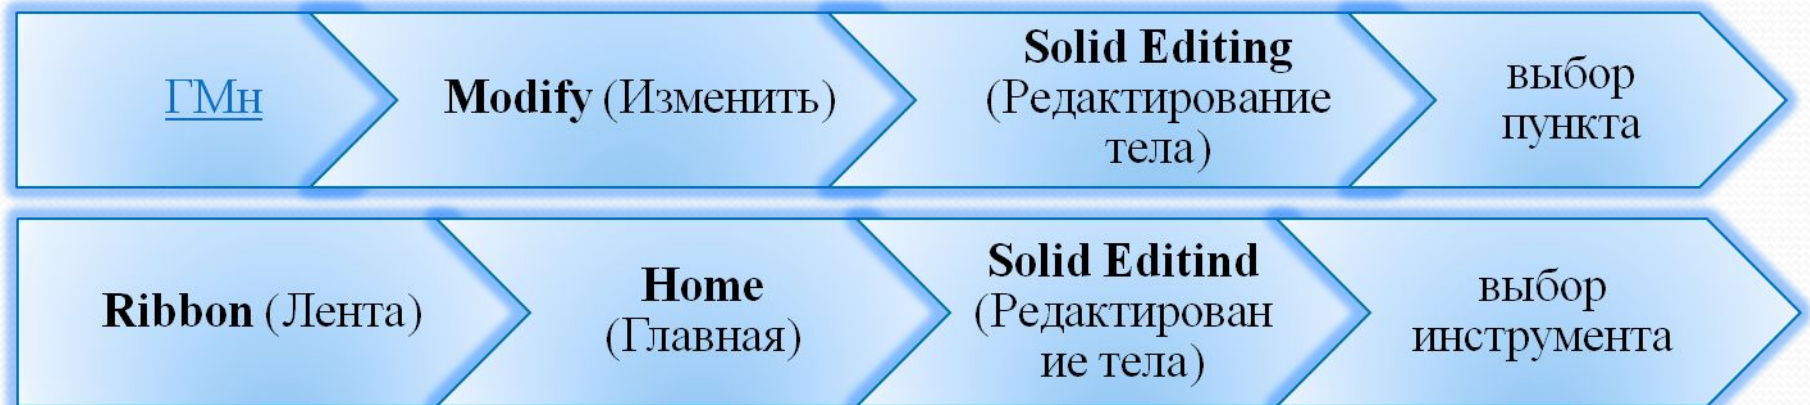 ГМн
Modify (Изменить)
Solid Editing
(Редактирование
тела)
выбор
пункта
Ribbon (Лента)
Home
(Главная)
Solid Editind
(Редактирован
ие тела)
выбор
инструмента